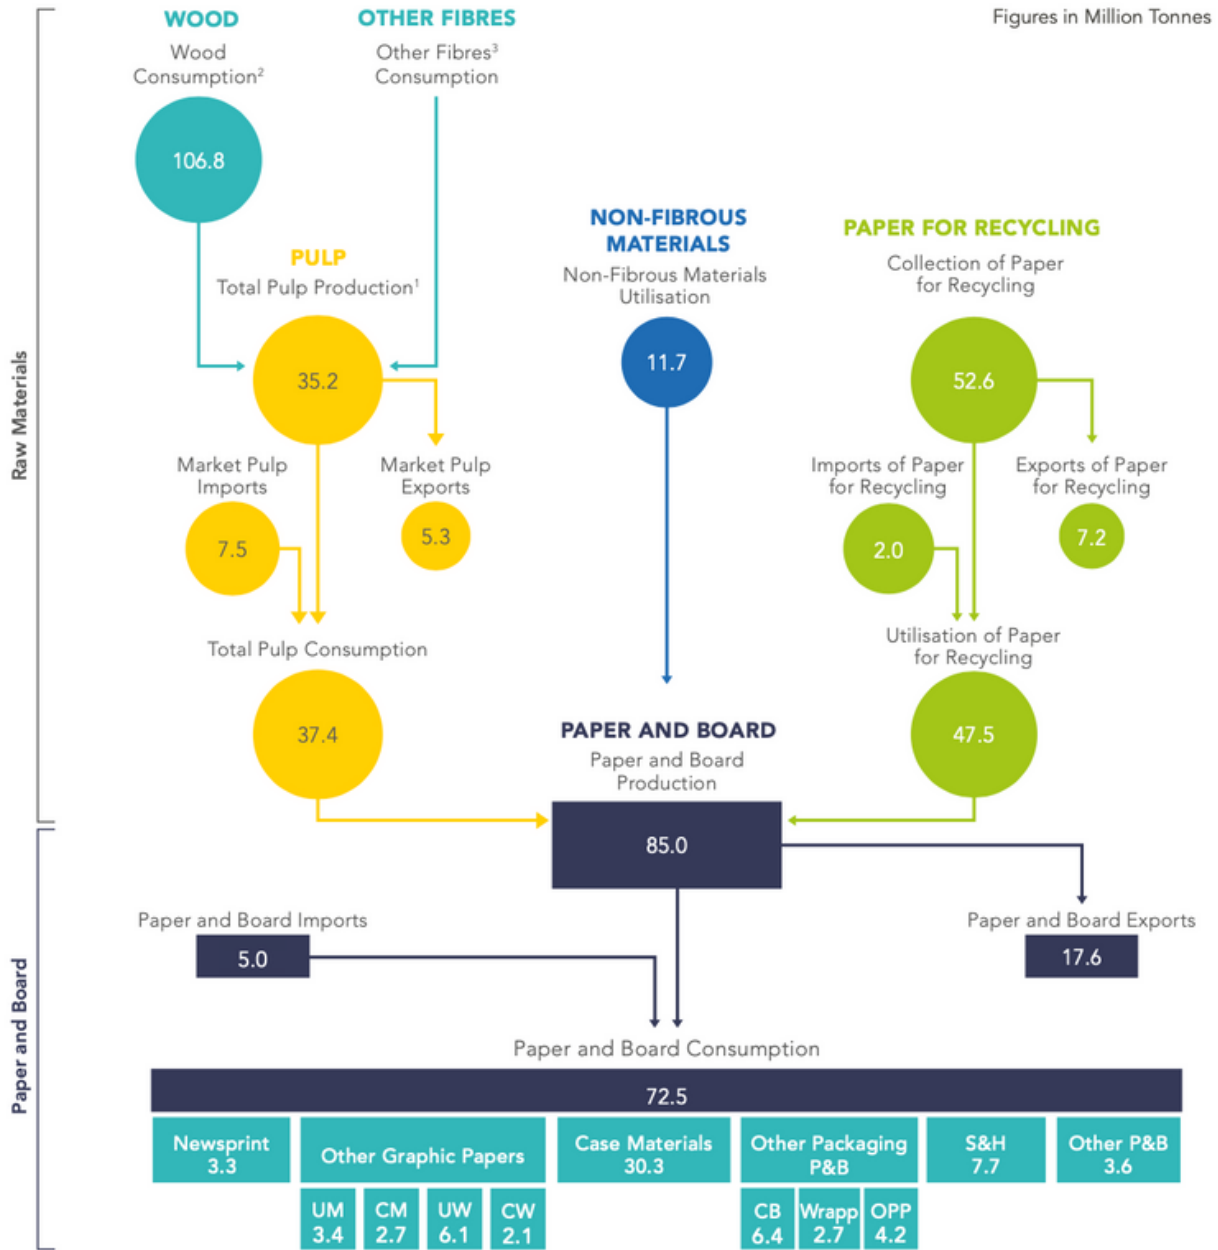 WOOD
Wood
Consumption²
106.8
OTHER FIBRES
Other Fibres³
Consumption
Figures in Million Tonnes
Raw Materials
PULP
Total Pulp Production¹
35.2
Market Pulp
Imports
7.5
Market Pulp
Exports
5.3
Total Pulp Consumption
37.4
NON-FIBROUS
MATERIALS
Non-Fibrous Materials
Utilisation
11.7
PAPER FOR RECYCLING
Collection of Paper
for Recycling
52.6
Imports of Paper
for Recycling
2.0
Exports of Paper
for Recycling
7.2
Utilisation of Paper
for Recycling
47.5
PAPER AND BOARD
Paper and Board
Production
85.0
Paper and Board
Paper and Board Imports
5.0
Paper and Board Exports
17.6
Paper and Board Consumption
72.5
Newsprint
3.3
Other Graphic Papers
UM
3.4
CM
2.7
UW
6.1
CW
2.1
Case Materials
30.3
Other Packaging
P&B
CB
6.4
Wrapp
2.7
OPP
4.2
S&H
7.7
Other P&B
3.6